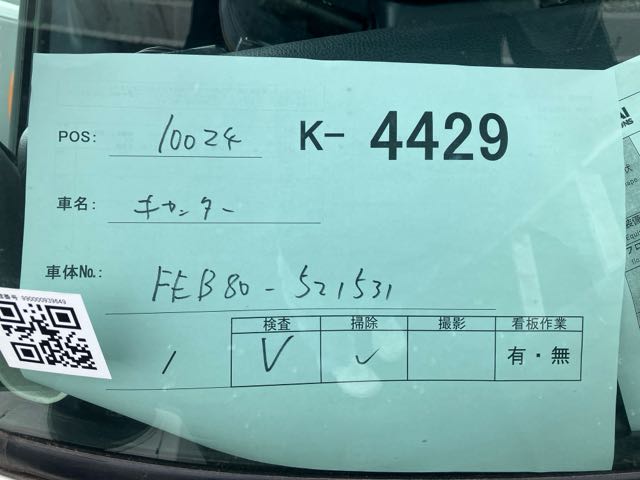 POS: 10024 K- 4429
車名: キャンター
車体No.: FEB80-521531
990000939649
検査 掃除 撮影 看板作業
1 V ✓ 有・無